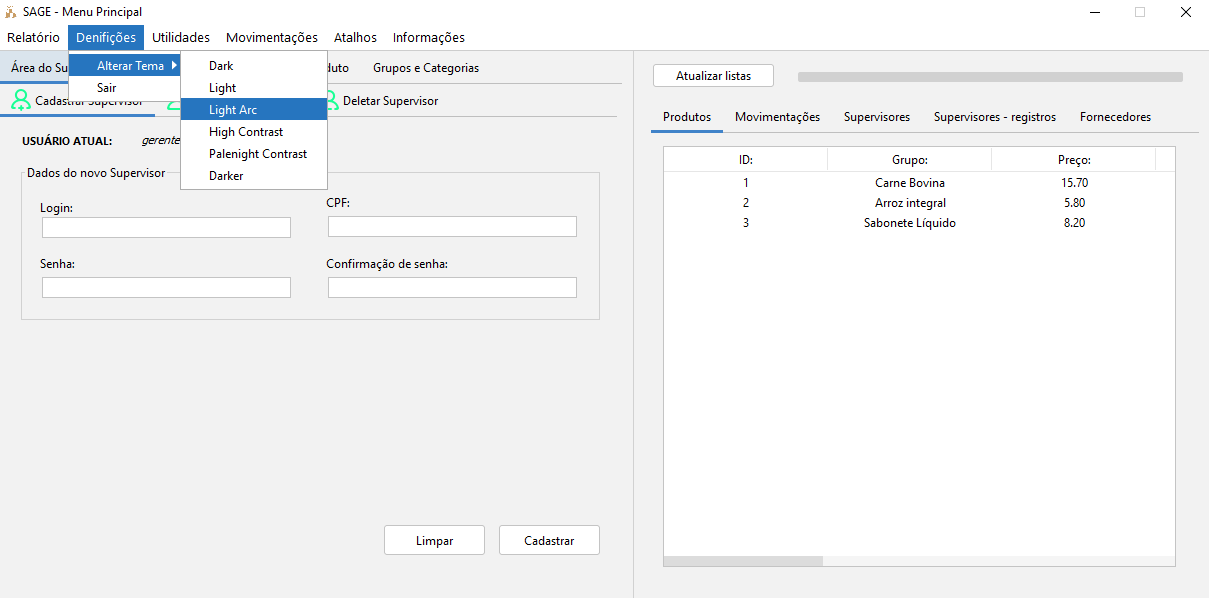 SAGE - Menu Principal
Relatório Denifições Utilidades Movimentações Atalhos Informações
Área do Su
Alterar Tema
Sair
Dark
Light
Light Arc
High Contrast
Palenight Contrast
Darker
duto Grupos e Categorias
Cadastrar Supervisor
Deletar Supervisor
USUÁRIO ATUAL: gerente
Dados do novo Supervisor
Login:
CPF:
Senha:
Confirmação de senha:
Limpar
Cadastrar
Atualizar listas
Produtos Movimentações Supervisores Supervisores - registros Fornecedores
ID: Grupo: Preço:
1 Carne Bovina 15.70
2 Arroz integral 5.80
3 Sabonete Líquido 8.20